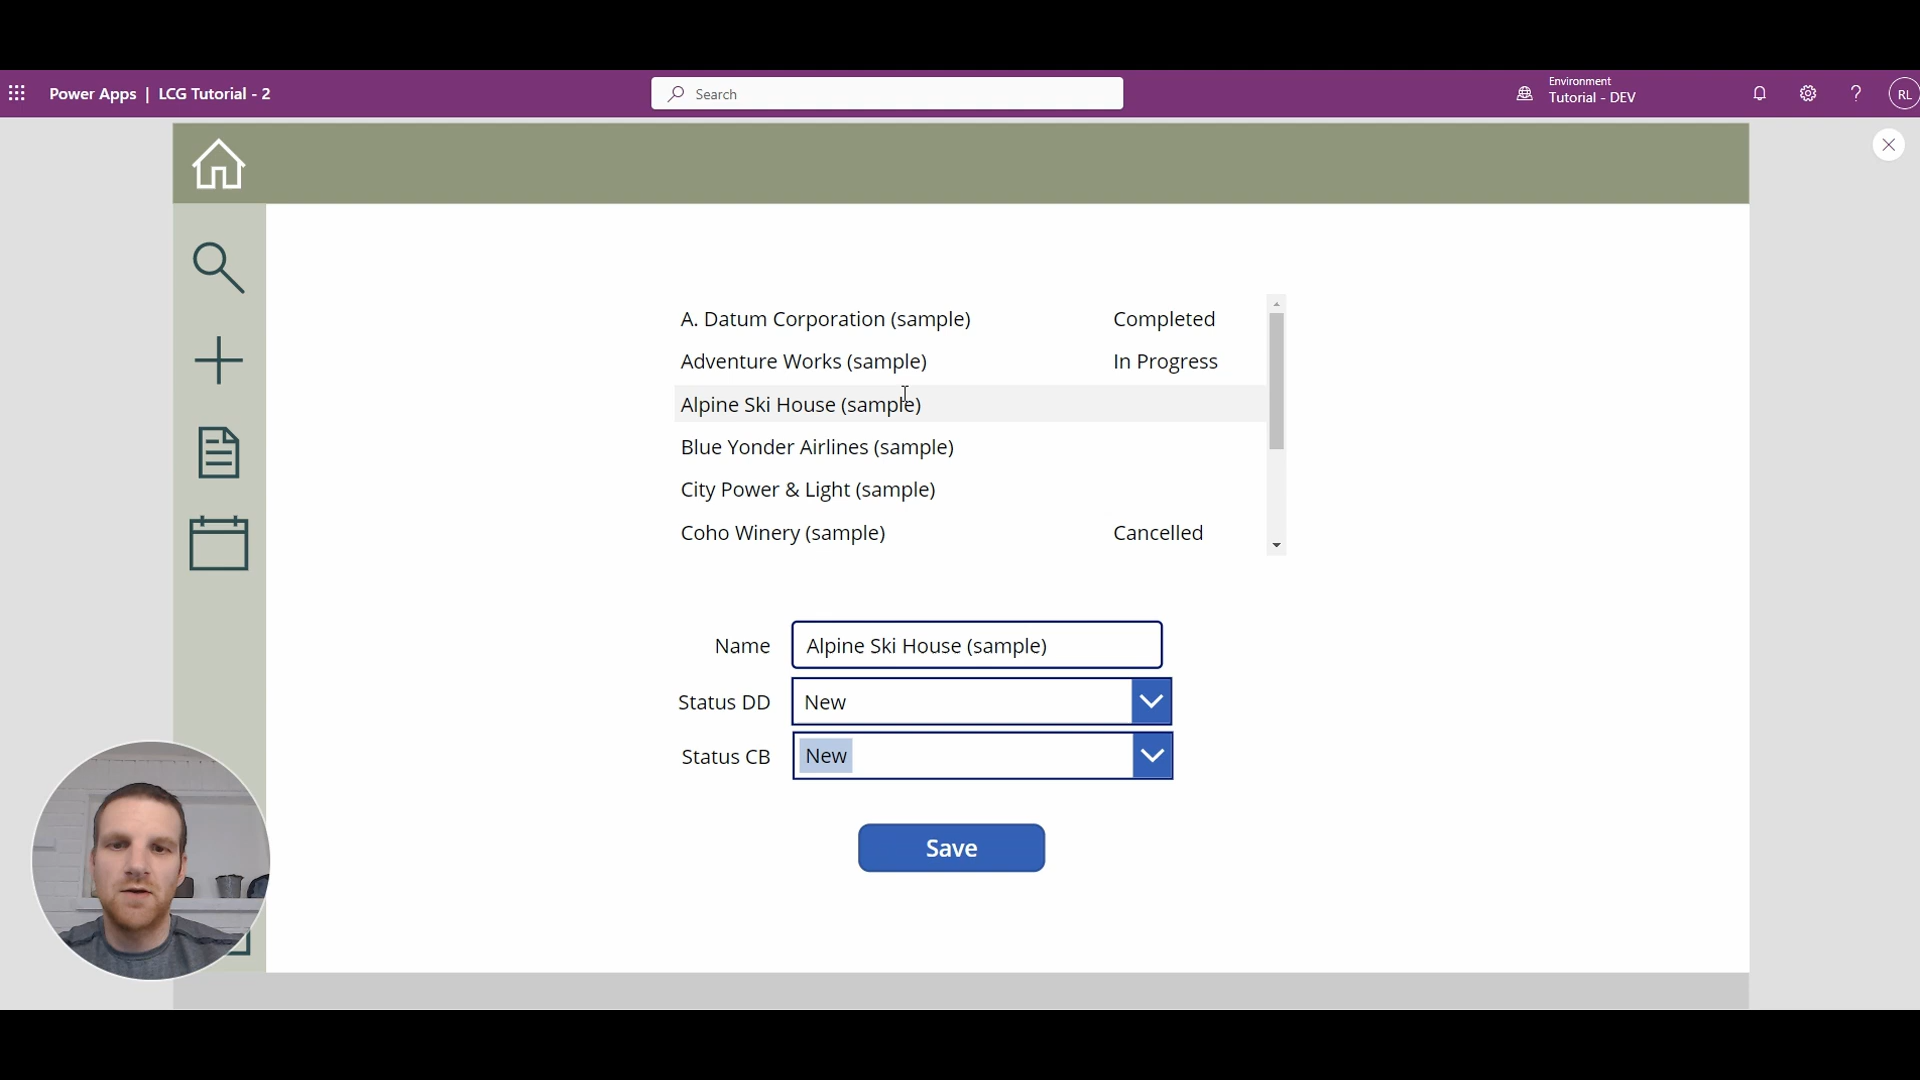 Power Apps | LCG Tutorial - 2
Search
Environment
Tutorial - DEV
?
RL
A. Datum Corporation (sample) Completed
Adventure Works (sample) In Progress
Alpine Ski House (sample)
Blue Yonder Airlines (sample)
City Power & Light (sample)
Coho Winery (sample) Cancelled
Name Alpine Ski House (sample)
Status DD New
Status CB New
Save